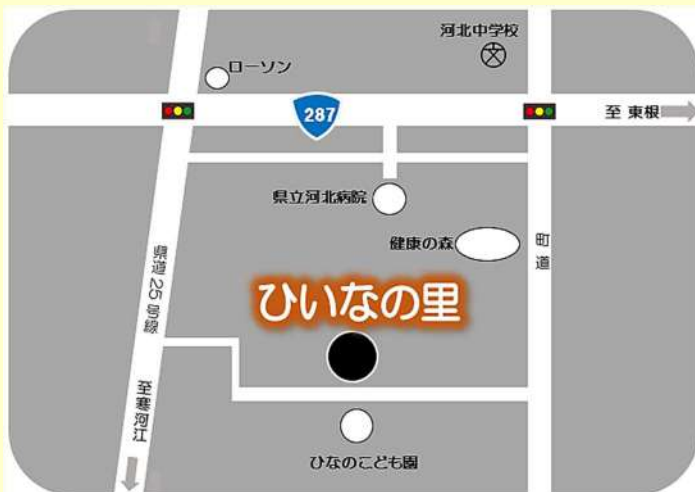 河北中学校
ローソン
287
至 東根
県立河北病院
健康の森
町道
県道25号線
ひいなの里
至寒河江
ひなのこども園